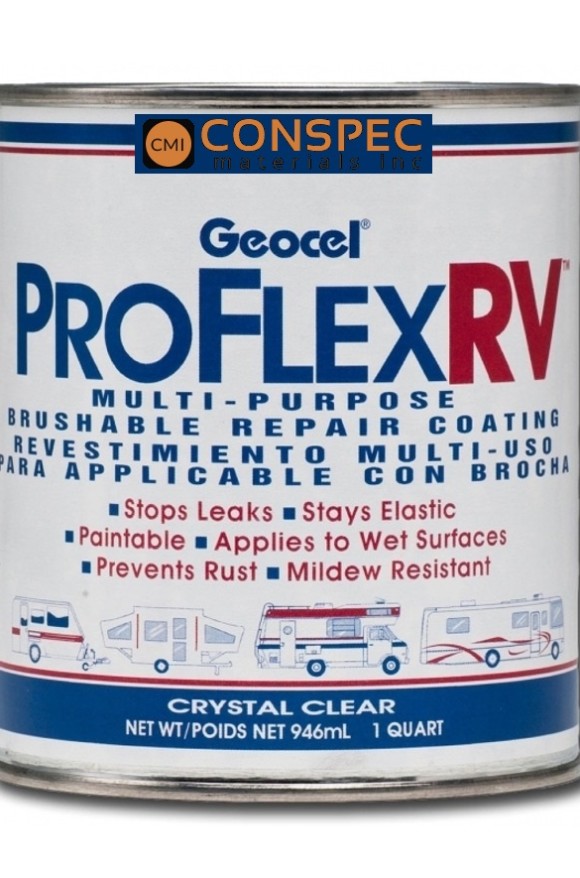 CMI CONSPEC
materials inc
Geocel®
PROFLEXRV™
MULTI-PURPOSE
BRUSHABLE REPAIR COATING
REVESTIMIENTO MULTI-USO
PARA APPLICABLE CON BROCHA
▪Stops Leaks ▪Stays Elastic
▪Paintable ▪Applies to Wet Surfaces
▪Prevents Rust ▪Mildew Resistant
CRYSTAL CLEAR
NET WT/POIDS NET 946mL 1 QUART